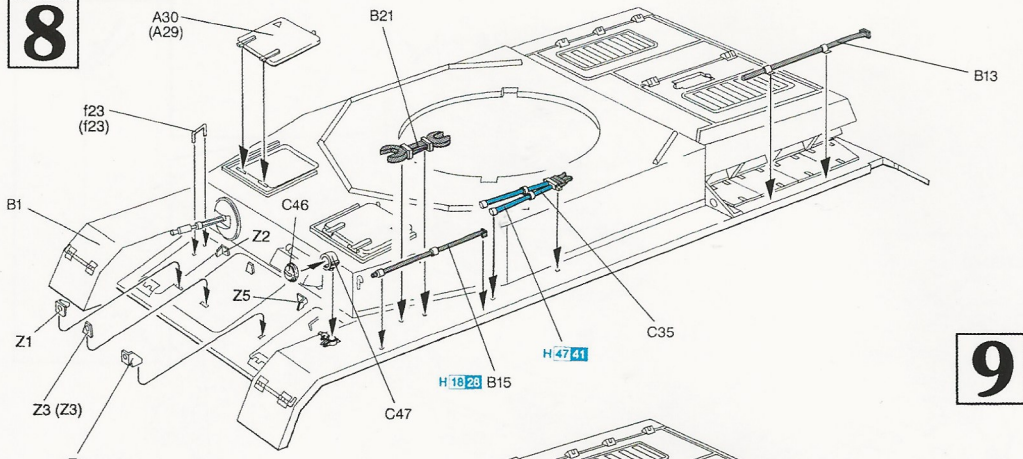 8
A30
(A29)
B21
B13
f23
(f23)
B1
C46
Z2
Z5
Z1
C35
H 47 41
H 18 28 B15
Z3 (Z3)
C47
9